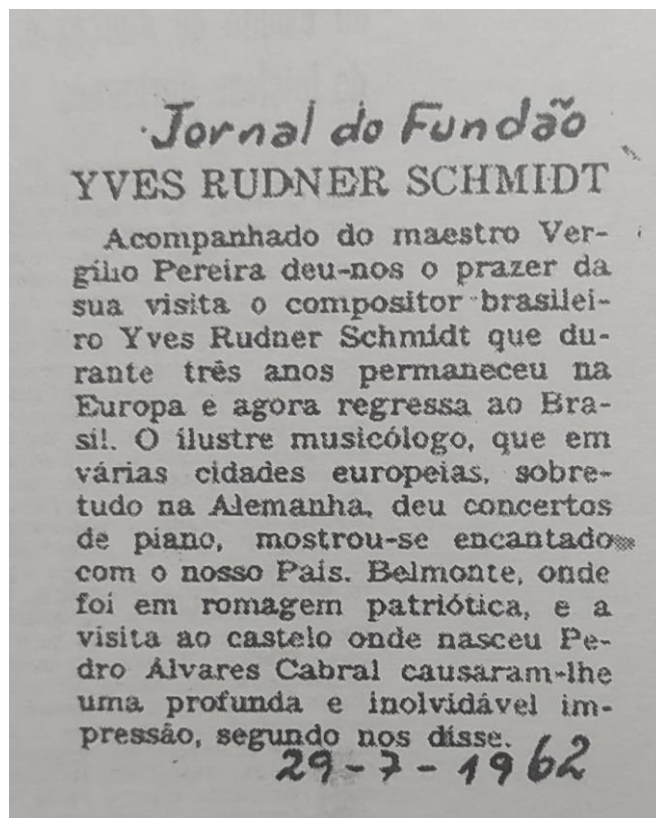 Jornal do Fundão
YVES RUDNER SCHMIDT
Acompanhado do maestro Ver-
gílio Pereira deu-nos o prazer da
sua visita o compositor brasilei-
ro Yves Rudner Schmidt que du-
rante três anos permaneceu na
Europa e agora regressa ao Bra-
sil. O ilustre musicólogo, que em
várias cidades europeias, sobre-
tudo na Alemanha, deu concertos
de piano, mostrou-se encantado
com o nosso País. Belmonte, onde
foi em romagem patriótica, e a
visita ao castelo onde nasceu Pe-
dro Álvares Cabral causaram-lhe
uma profunda e inolvidável im-
pressão, segundo nos disse.
29-7-1962